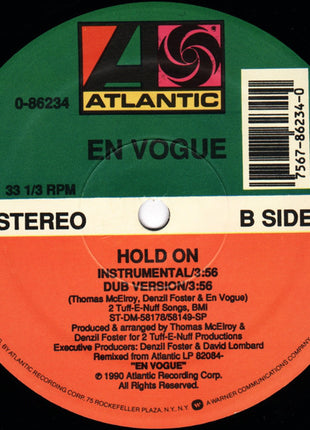 0-86234
ATLANTIC
7567-86234-0
EN VOGUE
33 1/3 RPM
STEREO
B SIDE
HOLD ON
INSTRUMENTAL/3:56
DUB VERSION/3:56
(Thomas McElroy, Denzil Foster & En Vogue)
2 Tuff-E-Nuff Songs, BMI
ST-DM-58178/58149-SP
Produced & arranged by Thomas McElroy &
Denzil Foster for 2 Tuff-E-Nuff Productions
Executive Producers: Denzil Foster & David Lombard
Remixed from Atlantic LP 82084-
"EN VOGUE"
℗ © 1990 Atlantic Recording Corp.
BY ATLANTIC RECORDING CORP. 75 ROCKEFELLER PLAZA, N.Y., N.Y. A WARNER COMMUNICATIONS COMPANY